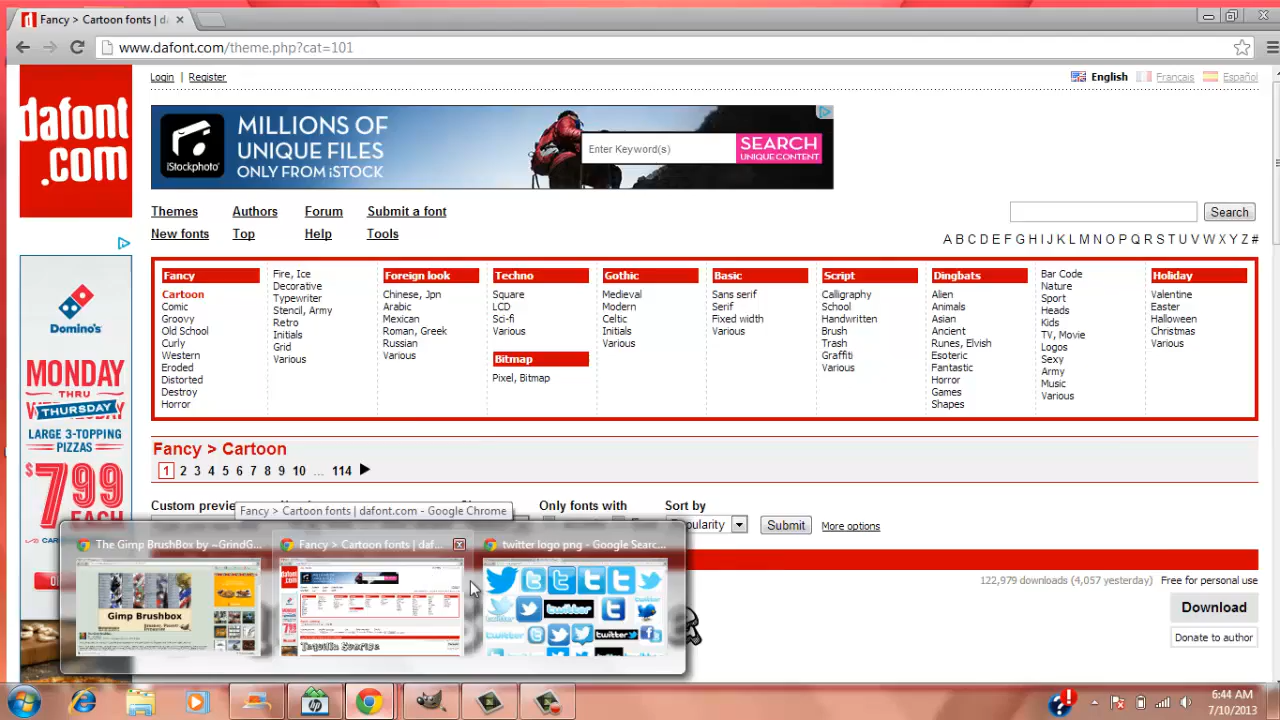 Fancy > Cartoon fonts | d
www.dafont.com/theme.php?cat=101
Login | Register
English Français Español
dafont
.com
iStockphoto
MILLIONS OF
UNIQUE FILES
ONLY FROM iSTOCK
Enter Keyword(s)
SEARCH
UNIQUE CONTENT
Themes Authors Forum Submit a font
New fonts Top Help Tools
Search
A B C D E F G H I J K L M N O P Q R S T U V W X Y Z #
Fancy
Cartoon
Comic
Groovy
Old School
Curly
Western
Eroded
Distorted
Destroy
Horror
Fire, Ice
Decorative
Typewriter
Stencil, Army
Retro
Initials
Grid
Various
Foreign look
Chinese, Jpn
Arabic
Mexican
Roman, Greek
Russian
Various
Techno
Square
LCD
Sci-fi
Various
Bitmap
Pixel, Bitmap
Gothic
Medieval
Modern
Celtic
Initials
Various
Basic
Sans serif
Serif
Fixed width
Various
Script
Calligraphy
School
Handwritten
Brush
Trash
Graffiti
Various
Dingbats
Alien
Animals
Asian
Ancient
Runes, Elvish
Esoteric
Fantastic
Horror
Games
Shapes
Bar Code
Nature
Sport
Heads
Kids
TV, Movie
Logos
Sexy
Army
Music
Various
Holiday
Valentine
Easter
Halloween
Christmas
Various
Domino's
MONDAY
THRU
THURSDAY
LARGE 3-TOPPING
PIZZAS
$7.99
EACH
Fancy > Cartoon
1 2 3 4 5 6 7 8 9 10 ... 114
Custom preview
Only fonts with
Sort by
Fancy > Cartoon fonts | dafont.com - Google Chrome
pularity
Submit
More options
The Gimp BrushBox by ~GrindG...
Fancy > Cartoon fonts | daf...
twitter logo png - Google Searc...
Gimp Brushbox
Tequilla Sunrise
twitter
122,979 downloads (4,057 yesterday)
Free for personal use
Download
Donate to author
6:44 AM
7/10/2013